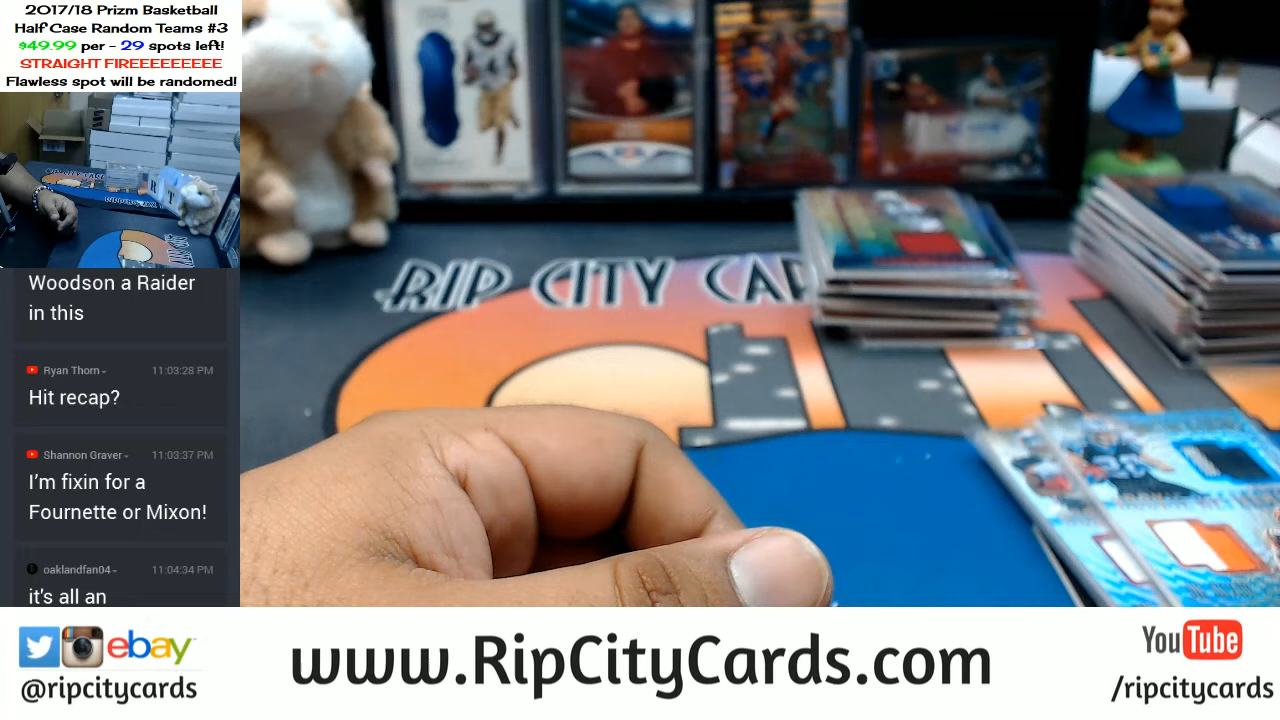 2017/18 Prizm Basketball
Half Case Random Teams #3
$49.99 per - 29 spots left!
STRAIGHT FIREEEEEEEEE
Flawless spot will be randomed!
Woodson a Raider
in this
Ryan Thorn
11:03:28 PM
Hit recap?
Shannon Graver
11:03:37 PM
I'm fixin for a
Fournette or Mixon!
oaklandfan04
11:04:34 PM
it's all an
RIP CITY CAR
ebay
@ripcitycards
www.RipCityCards.com
YouTube
/ripcitycards